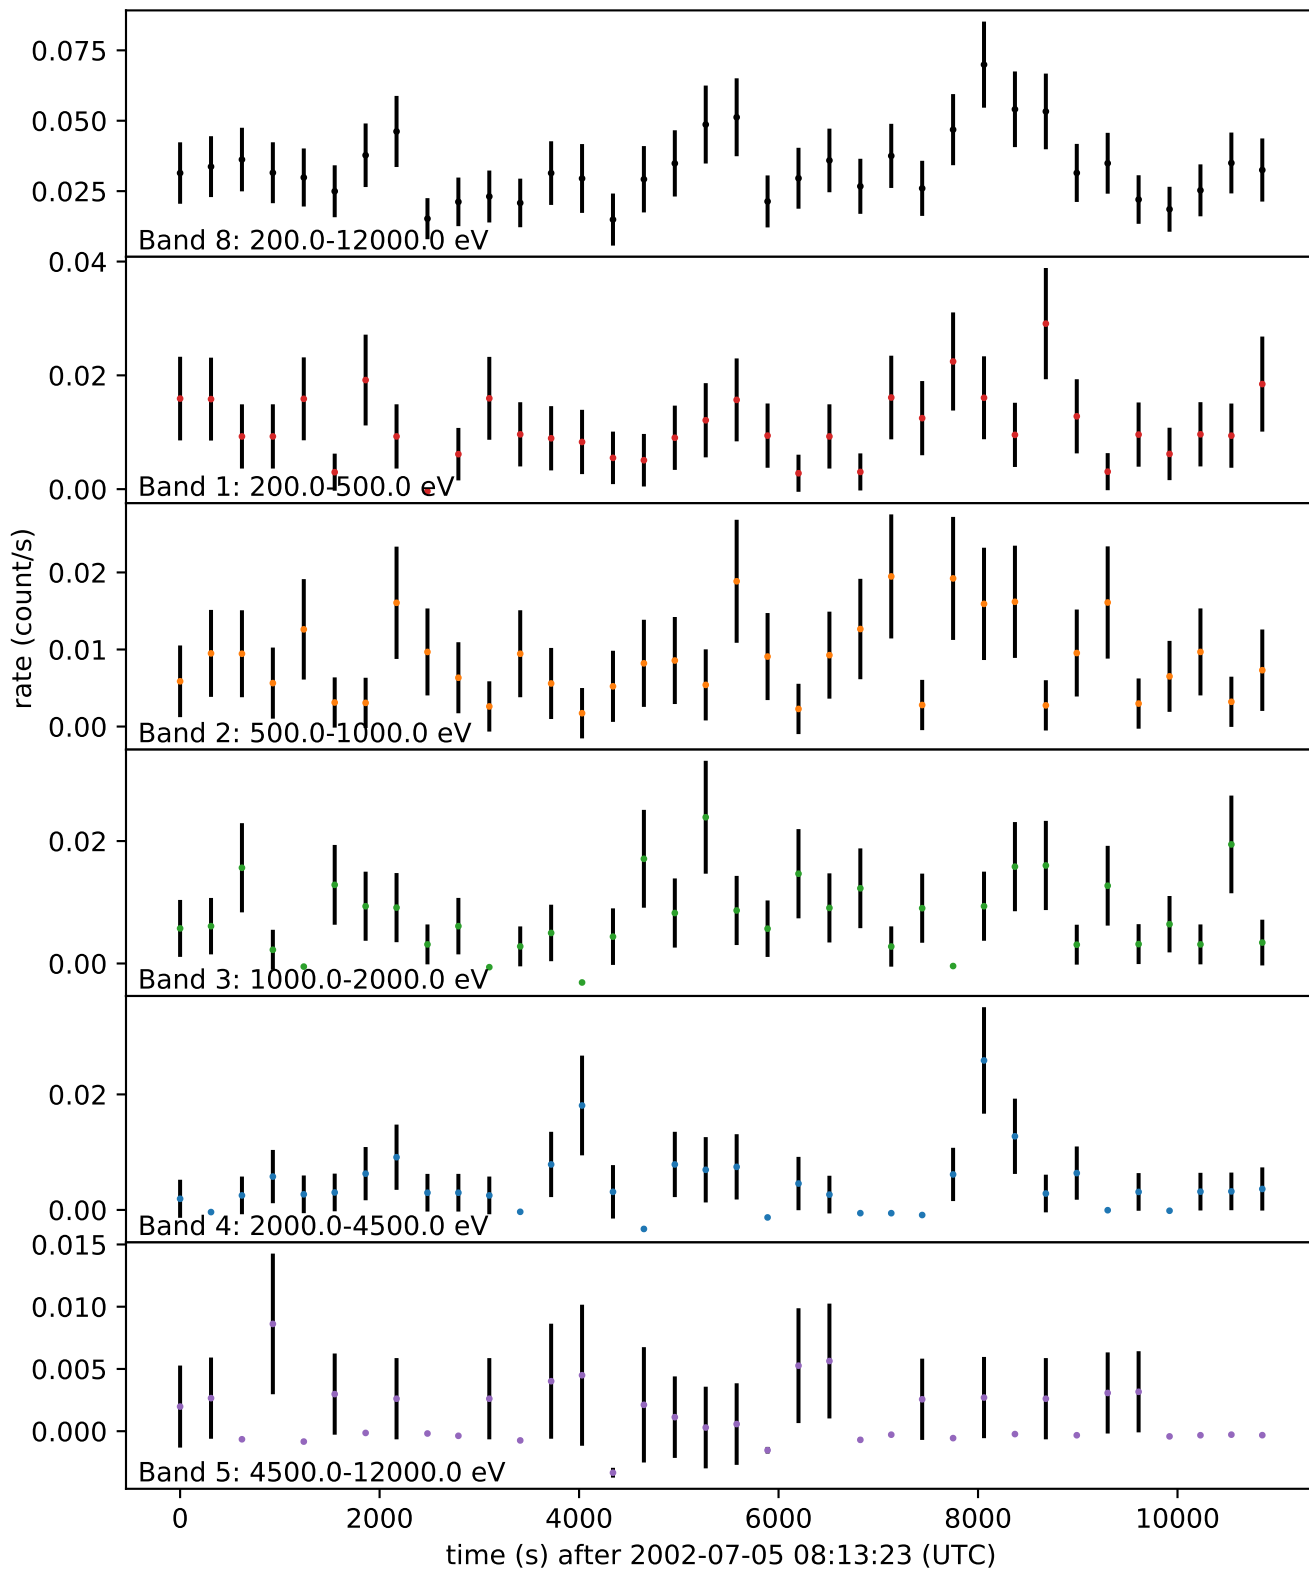 0.075
0.050
0.025
Band 8: 200.0-12000.0 eV
0.04
0.02
0.00
Band 1: 200.0-500.0 eV
rate (count/s)
0.02
0.01
0.00
Band 2: 500.0-1000.0 eV
0.02
0.00
Band 3: 1000.0-2000.0 eV
0.02
0.00
Band 4: 2000.0-4500.0 eV
0.015
0.010
0.005
0.000
Band 5: 4500.0-12000.0 eV
0 2000 4000 6000 8000 10000
time (s) after 2002-07-05 08:13:23 (UTC)